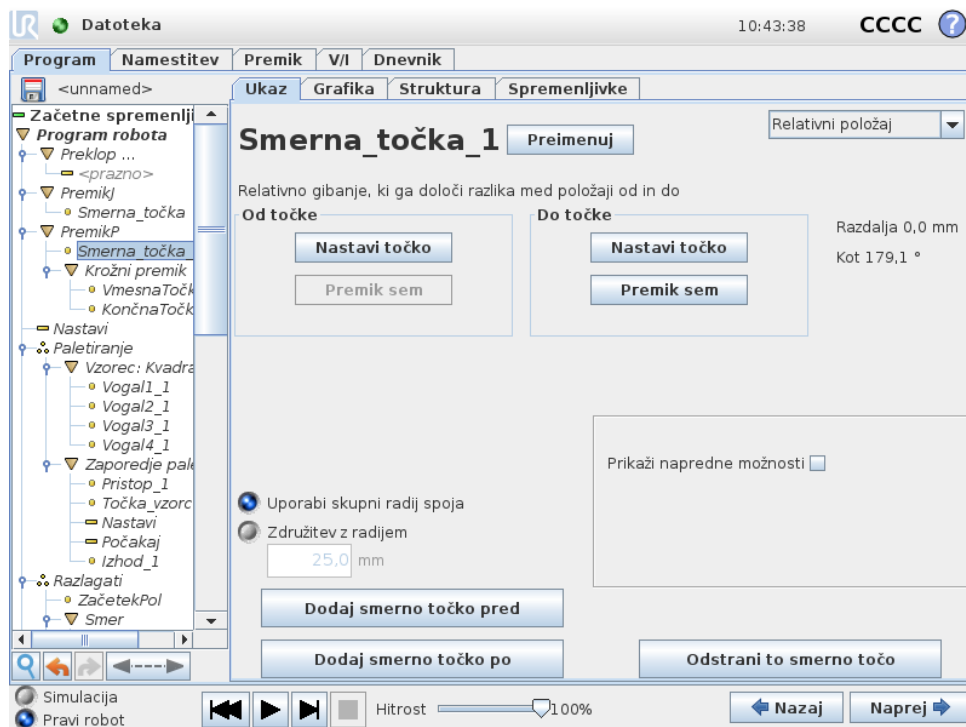 UR Datoteka 10:43:38 CCCC ?
Program Namestitev Premik V/I Dnevnik
<unnamed>
Ukaz Grafika Struktura Spremenljivke
Začetne spremenlji
Program robota
Preklop ...
<prazno>
PremikJ
Smerna_točka
PremikP
Smerna_točka_
Krožni premik
VmesnaTočk
KončnaTočk
Nastavi
Paletiranje
Vzorec: Kvadra
Vogal1_1
Vogal2_1
Vogal3_1
Vogal4_1
Zaporedje pale
Pristop_1
Točka_vzorc
Nastavi
Počakaj
Izhod_1
Razlagati
ZačetekPol
Smer
Smerna_točka_1 Preimenuj Relativni položaj
Relativno gibanje, ki ga določi razlika med položaji od in do
Od točke
Nastavi točko
Premik sem
Do točke
Nastavi točko
Premik sem
Razdalja 0,0 mm
Kot 179,1 °
Prikaži napredne možnosti
Uporabi skupni radij spoja
Združitev z radijem
25,0 mm
Dodaj smerno točko pred
Dodaj smerno točko po
Odstrani to smerno točo
Simulacija
Pravi robot
Hitrost 100%
Nazaj Naprej